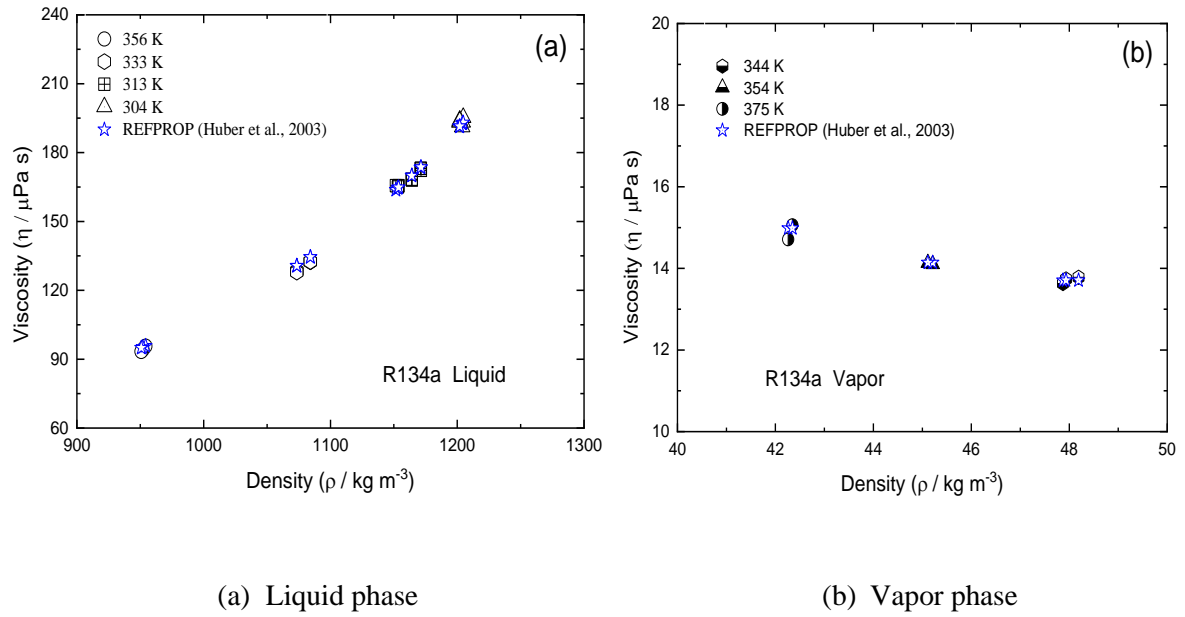 240
210
180
150
120
90
60
900
1000
1100
1200
1300
Viscosity (η / μPa s)
Density (ρ / kg m-3)
356 K
333 K
313 K
304 K
REFPROP (Huber et al., 2003)
(a)
R134a Liquid
20
18
16
14
12
10
40
42
44
46
48
50
Viscosity (η / μPa s)
Density (ρ / kg m-3)
344 K
354 K
375 K
REFPROP (Huber et al., 2003)
(b)
R134a Vapor
(a) Liquid phase
(b) Vapor phase